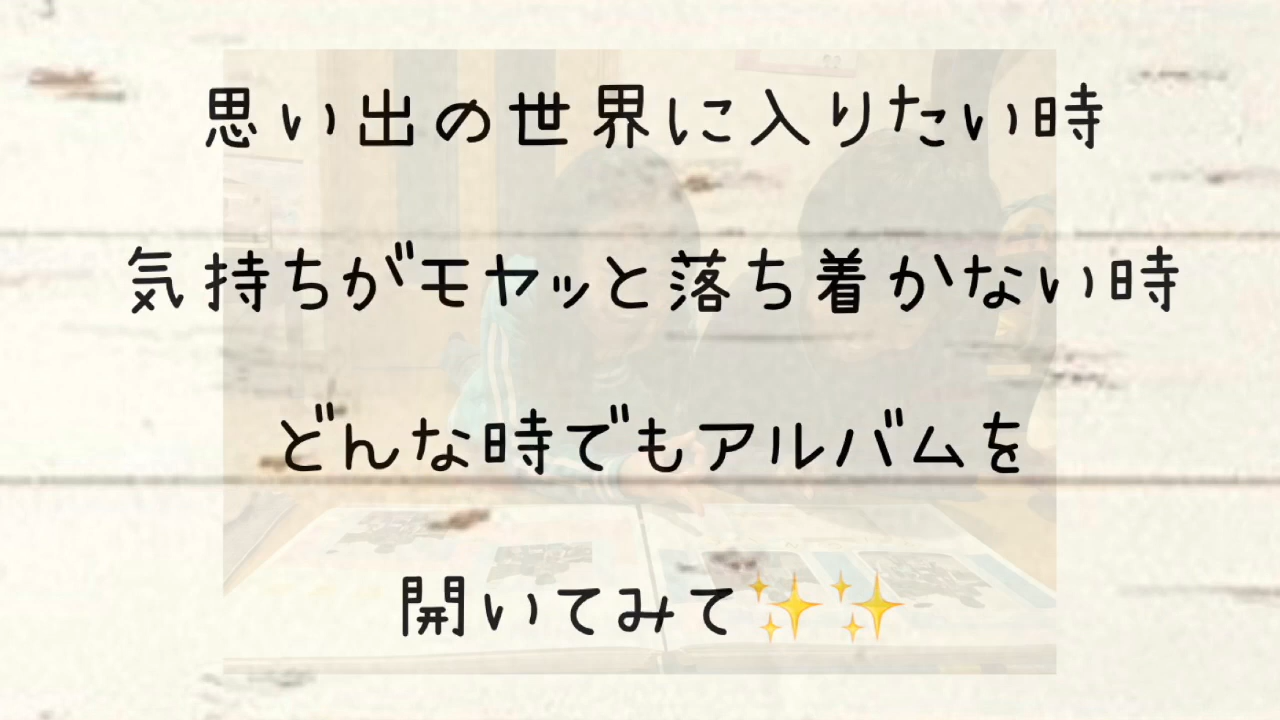 思い出の世界に入りたい時
気持ちがモヤッと落ち着かない時
どんな時でもアルバムを
開いてみて✨✨